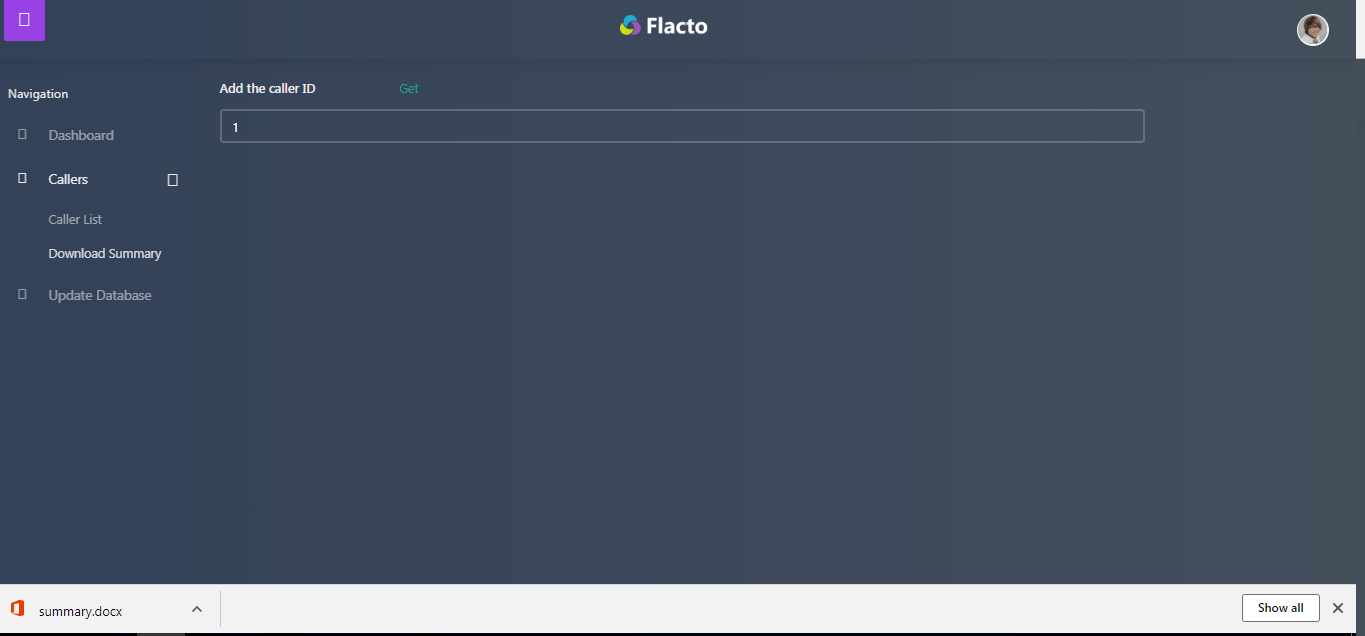 Flacto
Navigation
Add the caller ID
Get
Dashboard
1
Callers
Caller List
Download Summary
Update Database
summary.docx
Show all